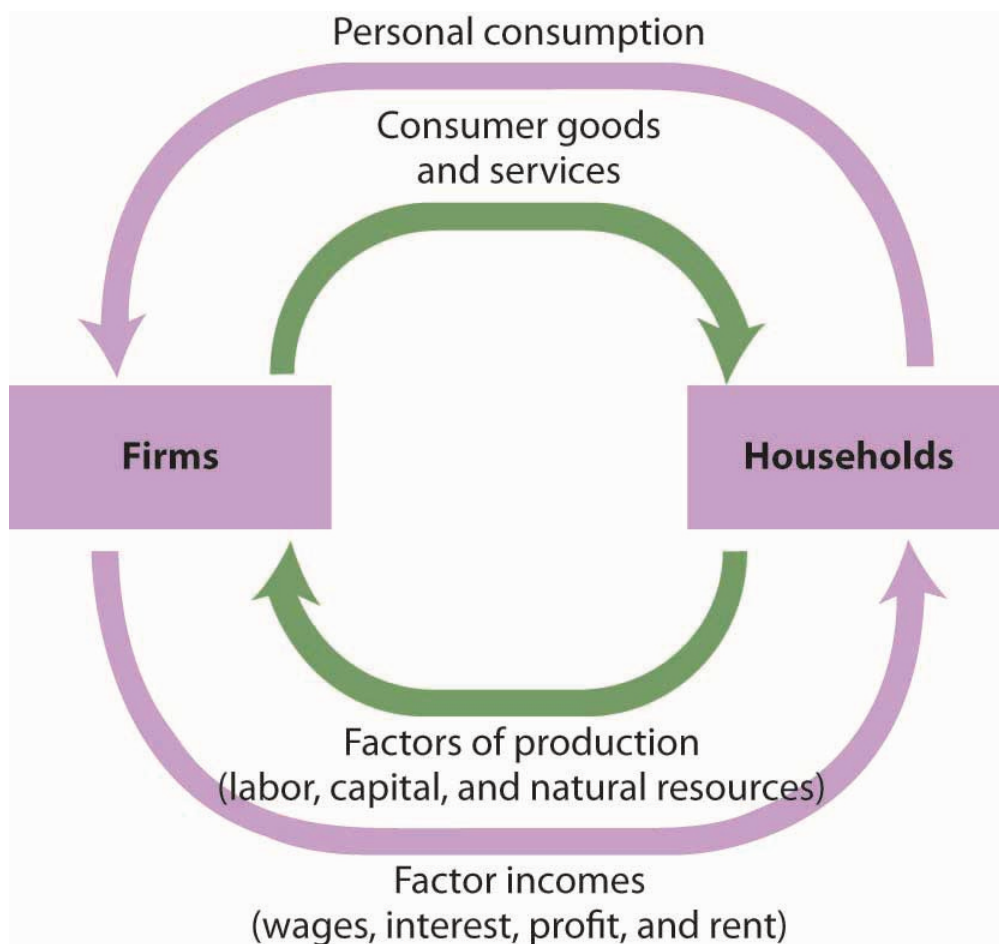 Personal consumption
Consumer goods
and services
Firms
Households
Factors of production
(labor, capital, and natural resources)
Factor incomes
(wages, interest, profit, and rent)